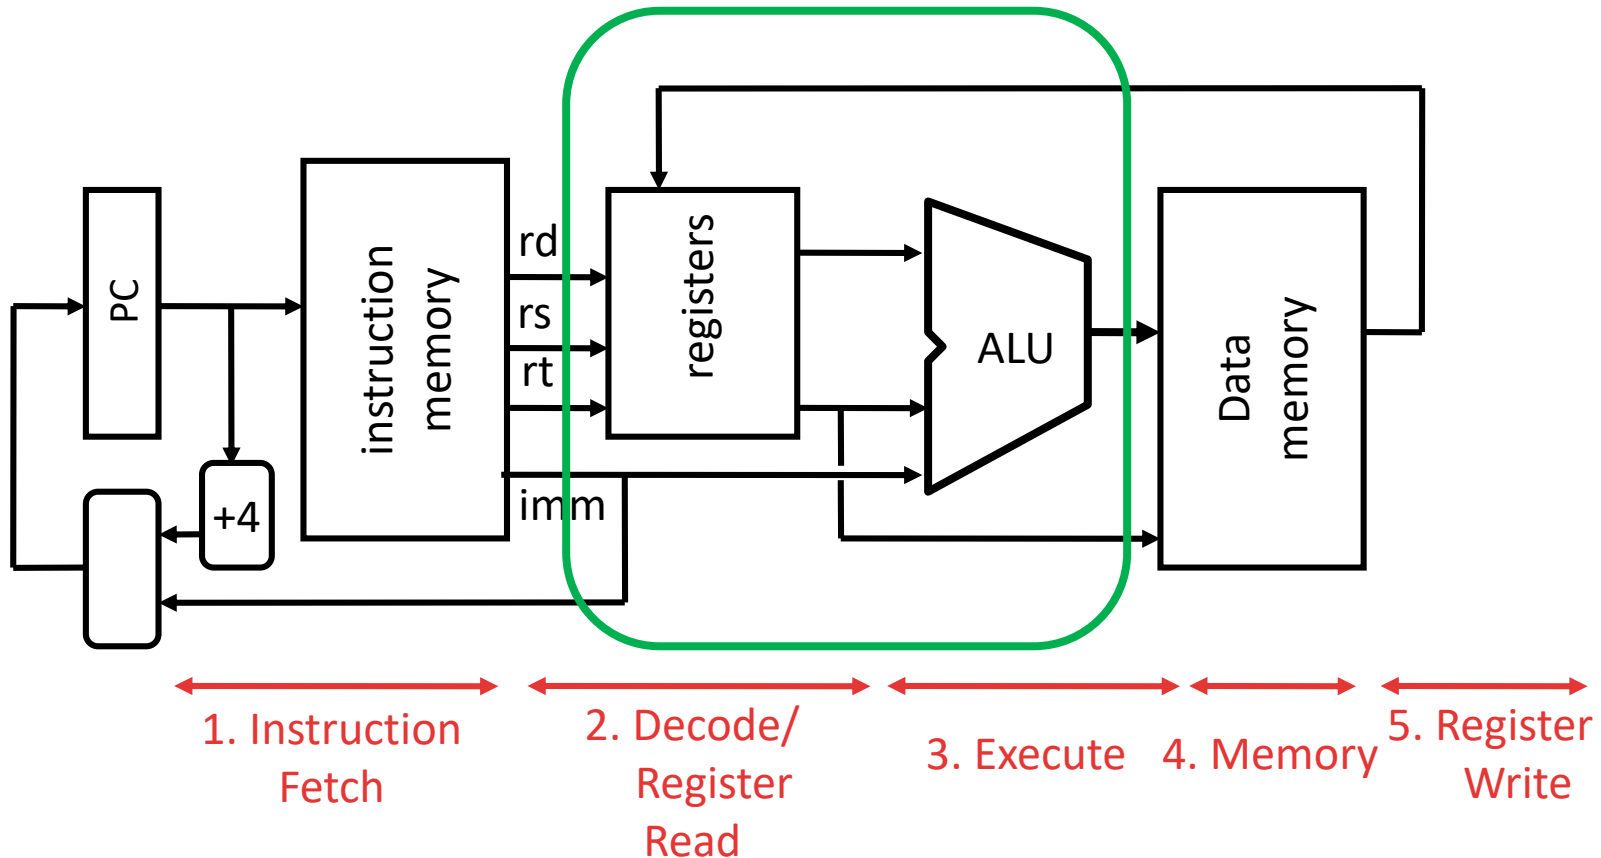 PC
+4
instruction
memory
rd
rs
rt
imm
registers
ALU
Data
memory
1. Instruction
Fetch
2. Decode/
Register
Read
3. Execute
4. Memory
5. Register
Write